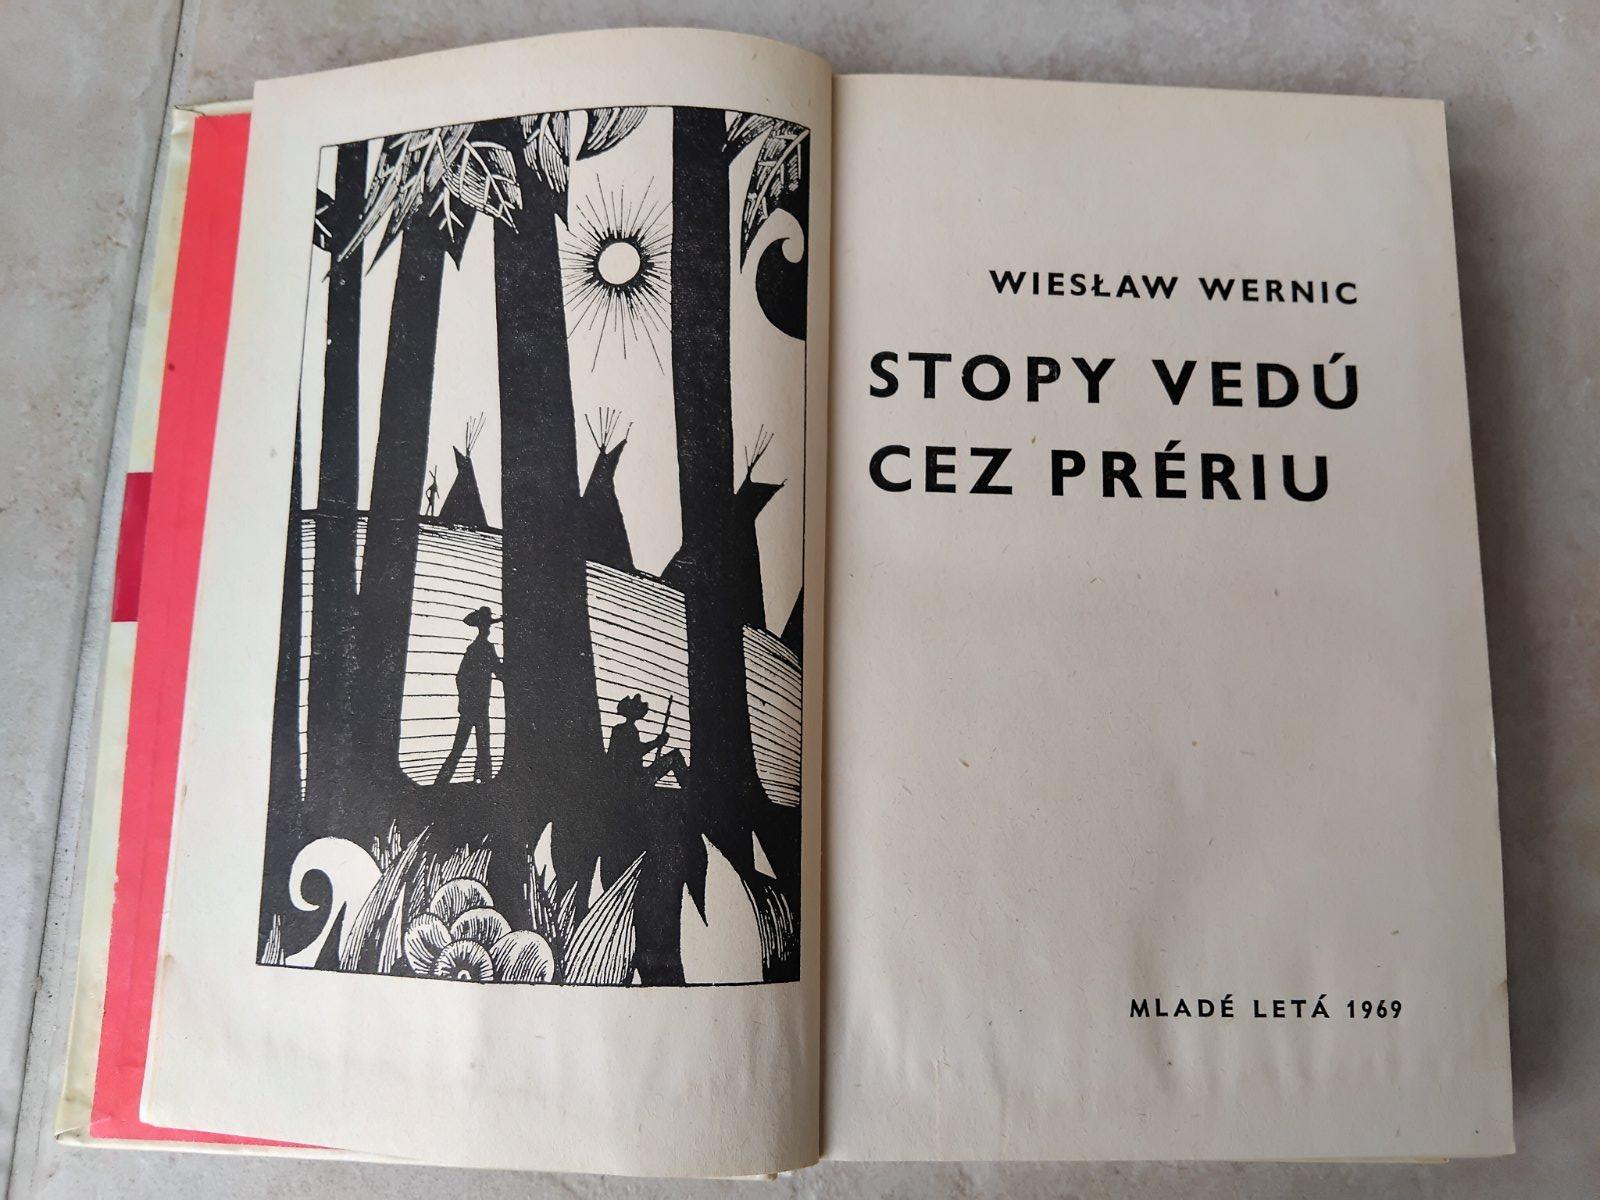 WIESŁAW WERNIC
STOPY VEDÚ
CEZ PRÉRIU
MLADÉ LETÁ 1969